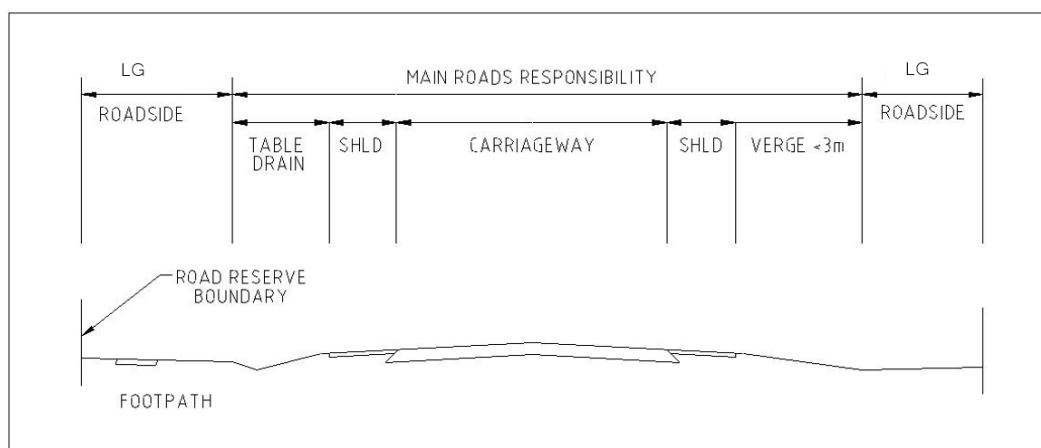 LG
MAIN ROADS RESPONSIBILITY
LG
ROADSIDE
ROADSIDE
TABLE
DRAIN
SHLD
CARRIAGEWAY
SHLD
VERGE <3m
ROAD RESERVE
BOUNDARY
FOOTPATH